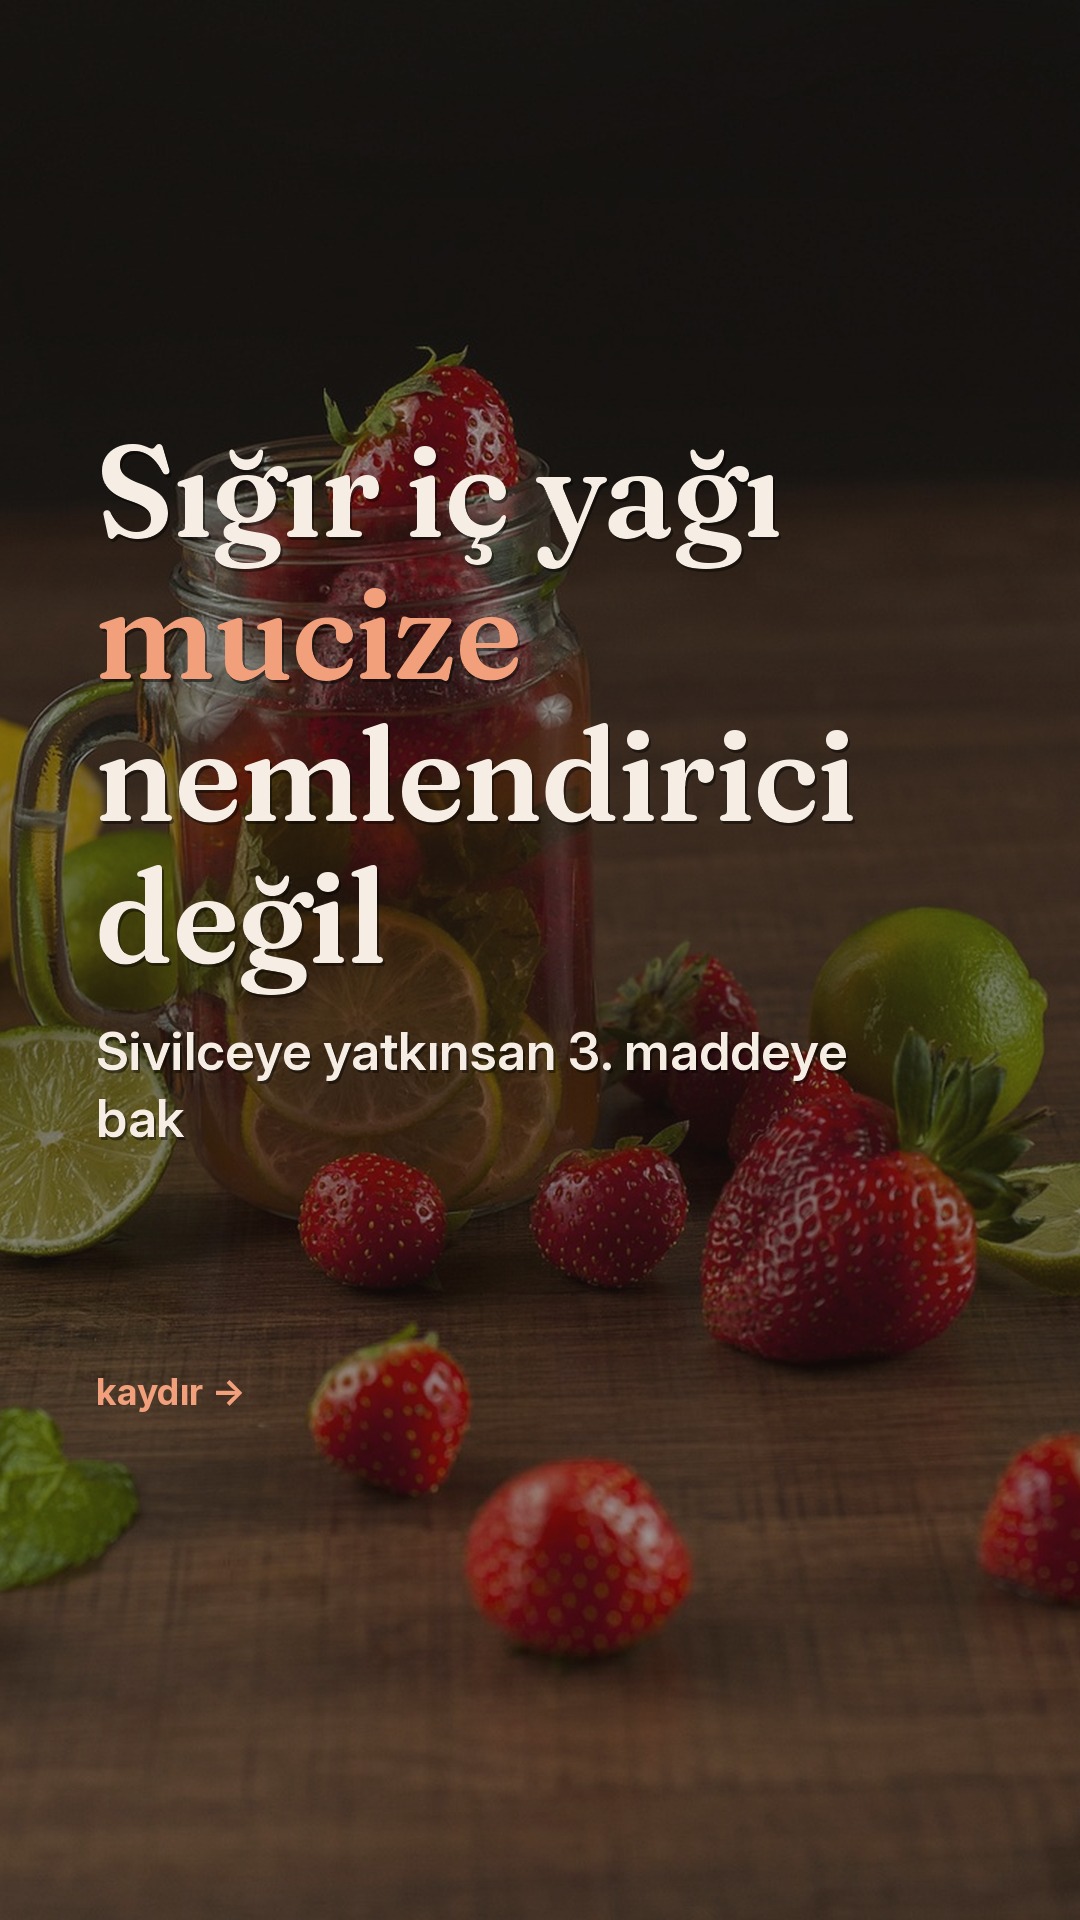 Sığır iç yağı
mucize
nemlendirici
değil
Sivilceye yatkınsan 3. maddeye
bak
kaydır →